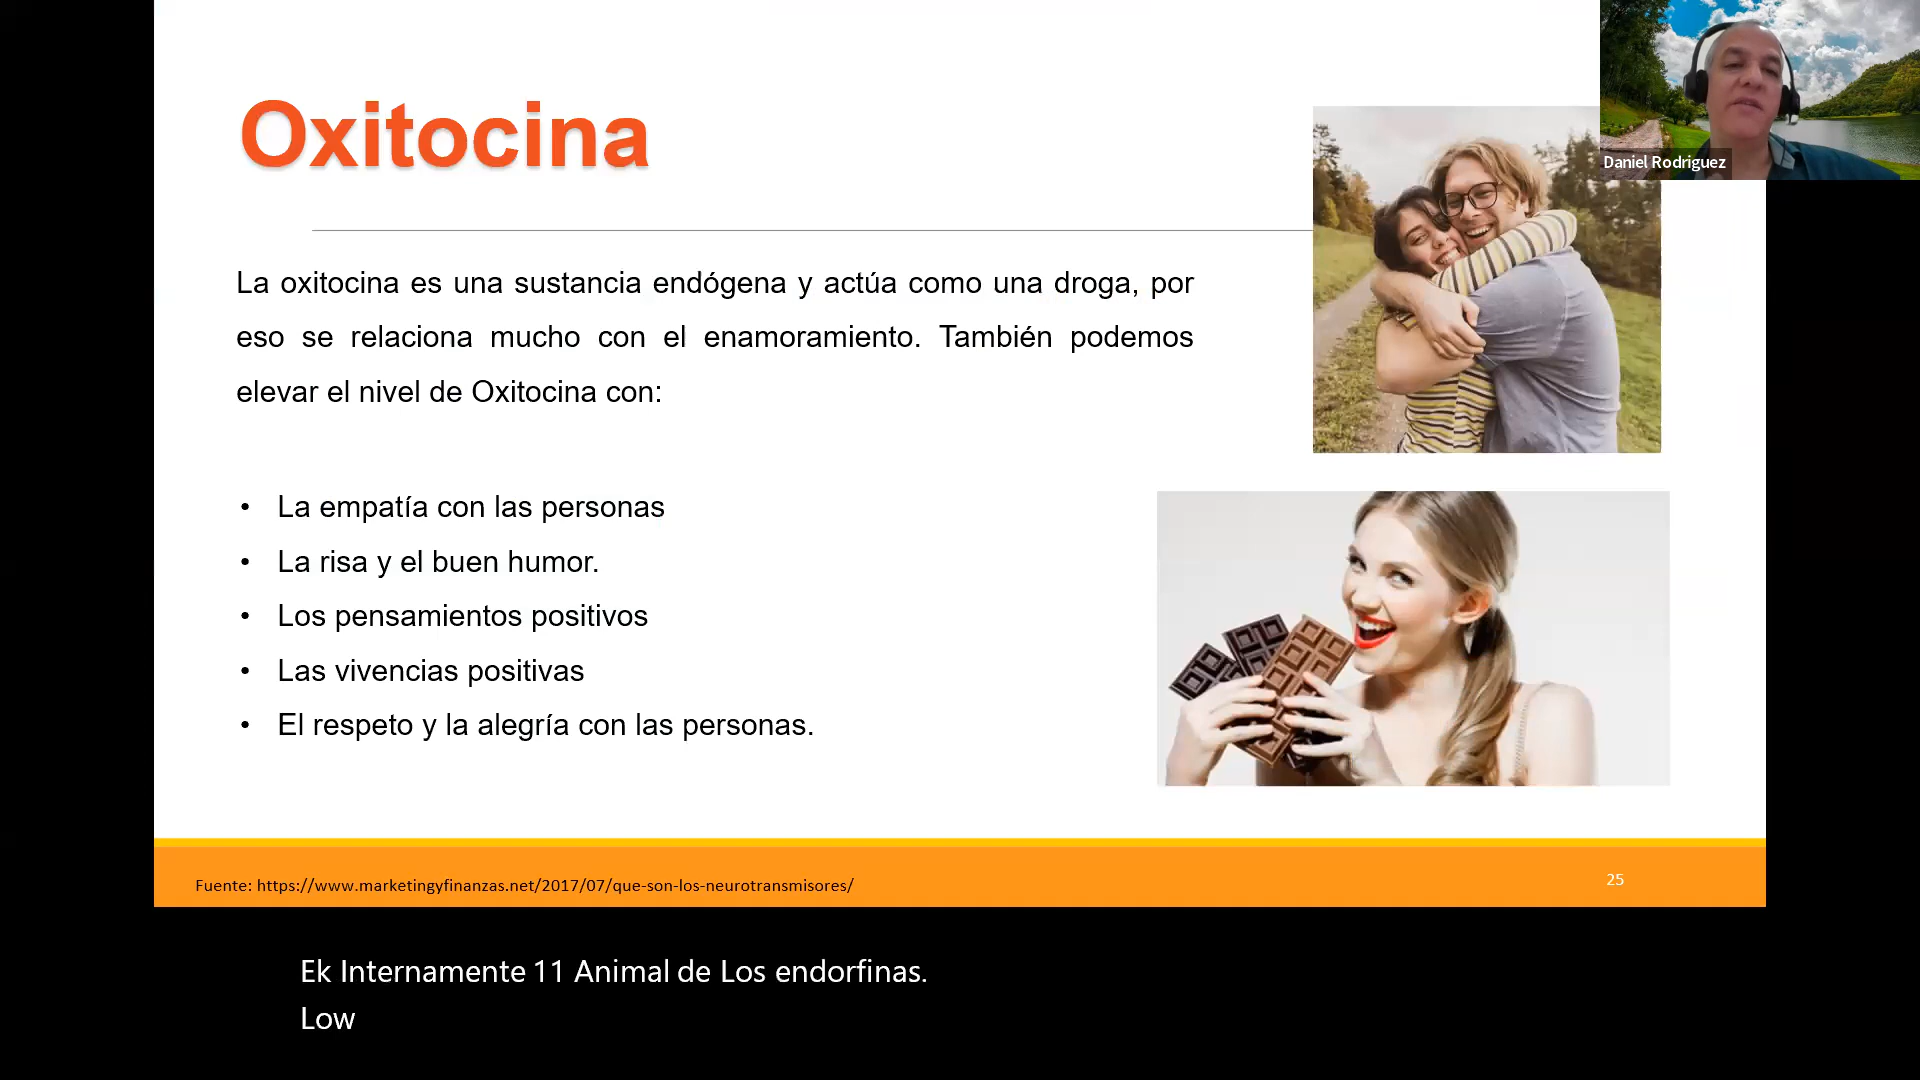 Oxitocina
Daniel Rodriguez
La oxitocina es una sustancia endógena y actúa como una droga, por
eso se relaciona mucho con el enamoramiento. También podemos
elevar el nivel de Oxitocina con:
• La empatía con las personas
• La risa y el buen humor.
• Los pensamientos positivos
• Las vivencias positivas
• El respeto y la alegría con las personas.
Fuente: https://www.marketingyfinanzas.net/2017/07/que-son-los-neurotransmisores/
25
Ek Internamente 11 Animal de Los endorfinas.
Low